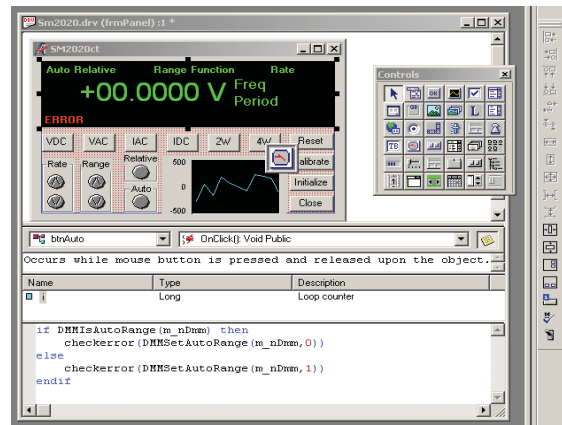 Sm2020.drv (frmPanel) :1 *
SM2020ct
Auto Relative Range Function Rate
+00.0000 V Freq
Period
ERROR
VDC VAC IAC IDC 2W 4W Reset
Rate Range Relative 500 alibrate
Auto 0 Initialize
-500 Close
Controls
OK
L
TB
btnAuto OnClick(): Void Public
Occurs while mouse button is pressed and released upon the object.
Name Type Description
i Long Loop counter
if DMMIsAutoRange(m_nDmm) then
checkerror(DMMSetAutoRange(m_nDmm,0))
else
checkerror(DMMSetAutoRange(m_nDmm,1))
endif